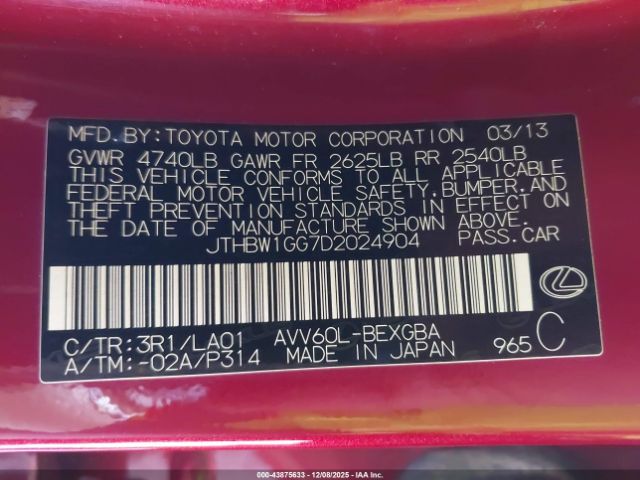 MFD.BY:TOYOTA MOTOR CORPORATION 03/13
GVWR 4740LB GAWR FR 2625LB RR 2540LB
THIS VEHICLE CONFORMS TO ALL APPLICABLE
FEDERAL MOTOR VEHICLE SAFETY,BUMPER,AND
THEFT PREVENTION STANDARDS IN EFFECT ON
THE DATE OF MANUFACTURE SHOWN ABOVE.
JTHBW1GG7D2024904 PASS.CAR
C/TR:3R1/LA01 AVV60L-BEXGBA
A/TM:-02A/P314 MADE IN JAPAN 965 C
000-43875633 - 12/08/2025 - IAA Inc.